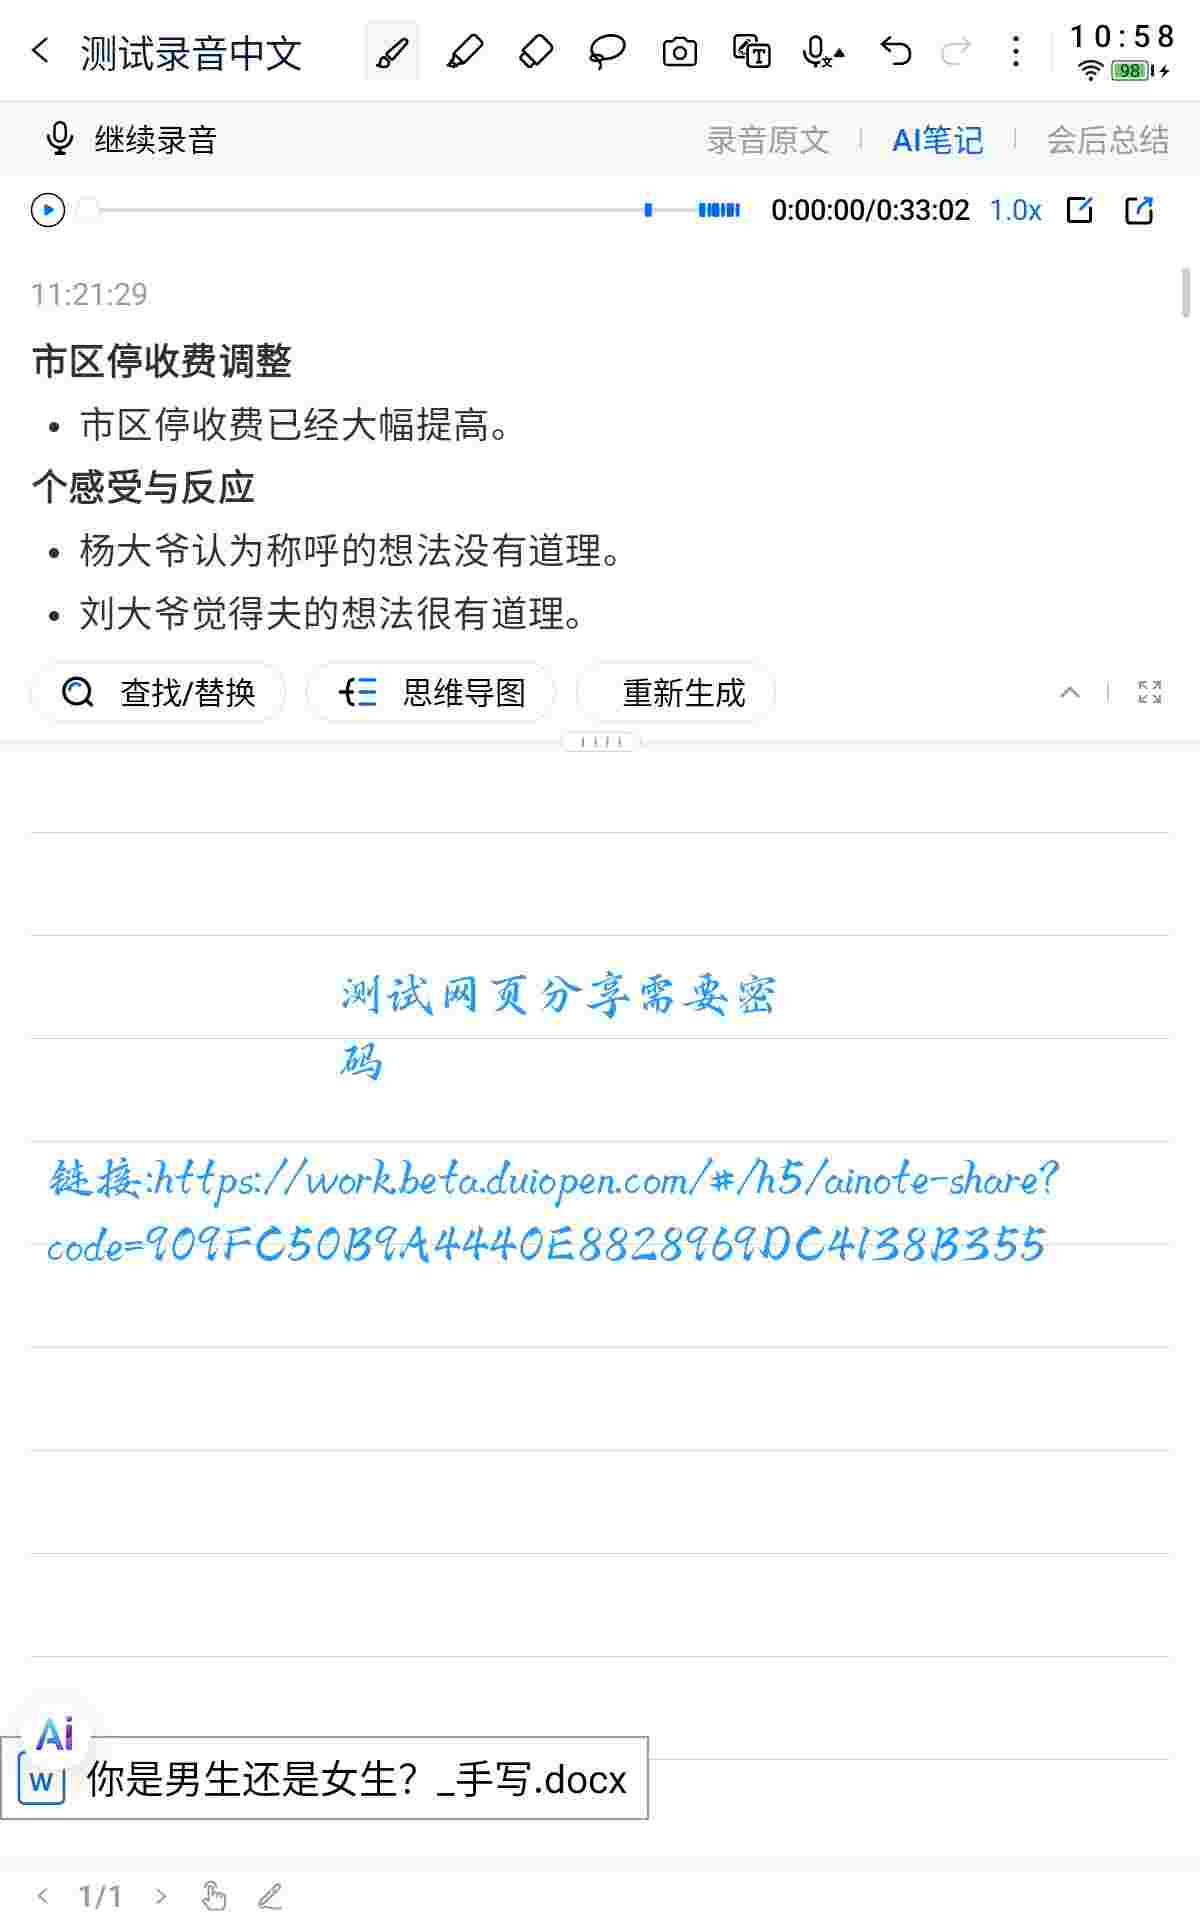 测试录音中文
10:58
98
继续录音
录音原文
AI笔记
会后总结
0:00:00/0:33:02 1.0x
11:21:29
市区停收费调整
• 市区停收费已经大幅提高。
个感受与反应
• 杨大爷认为称呼的想法没有道理。
• 刘大爷觉得夫的想法很有道理。
查找/替换
思维导图
重新生成
测试网页分享需要密
码
链接:https://work.beta.duiopen.com/#/h5/ainote-share?
code=909FC50B9A4440E8828969DC4138B355
Ai
W 你是男生还是女生？_手写.docx
< 1/1 >